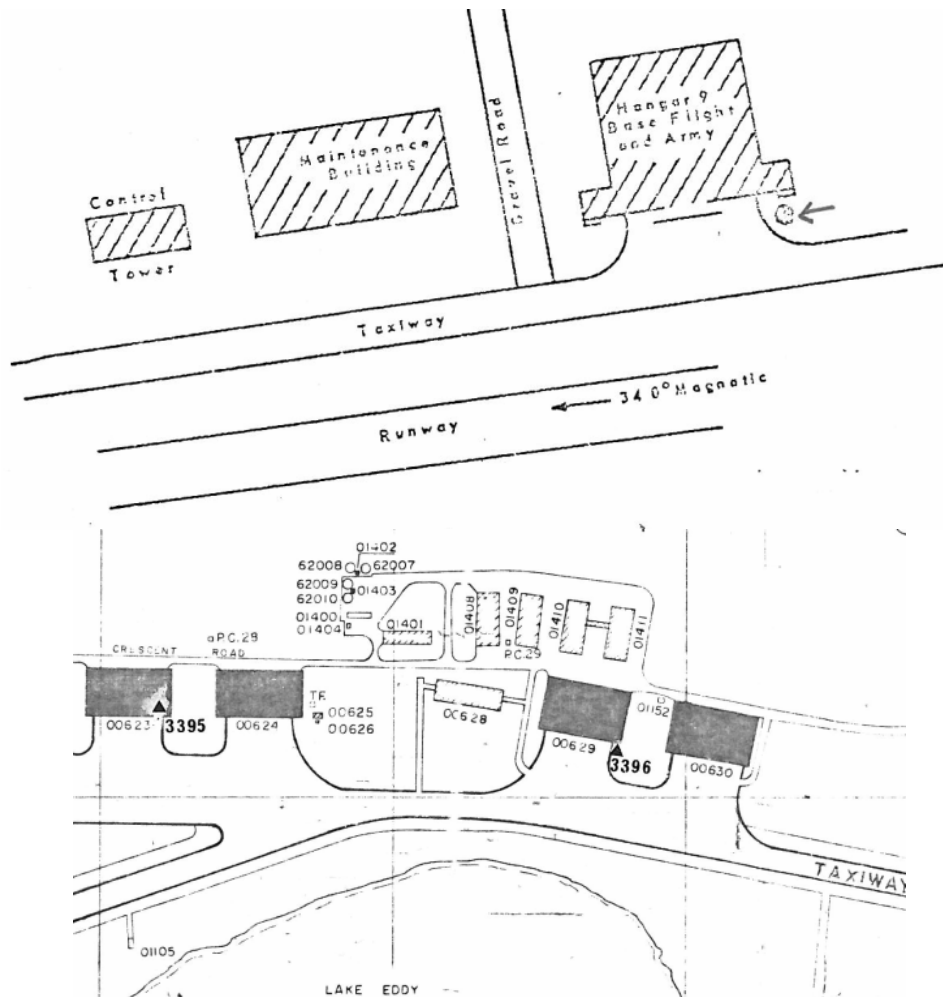 Gravel Road
Hangar 9
Base Flight
and Army
Maintenance
Building
Control
Tower
Taxiway
340° Magnetic
Runway
01402
62008
62007
62009
01403
62010
01400
01404
01401
01408
01409
01410
01411
P.C. 28
P.C. 29
CRESCENT ROAD
T.F.
00625
00626
00623
3395
00624
00628
00629
3396
01152
00630
TAXIWAY
01105
LAKE EDDY